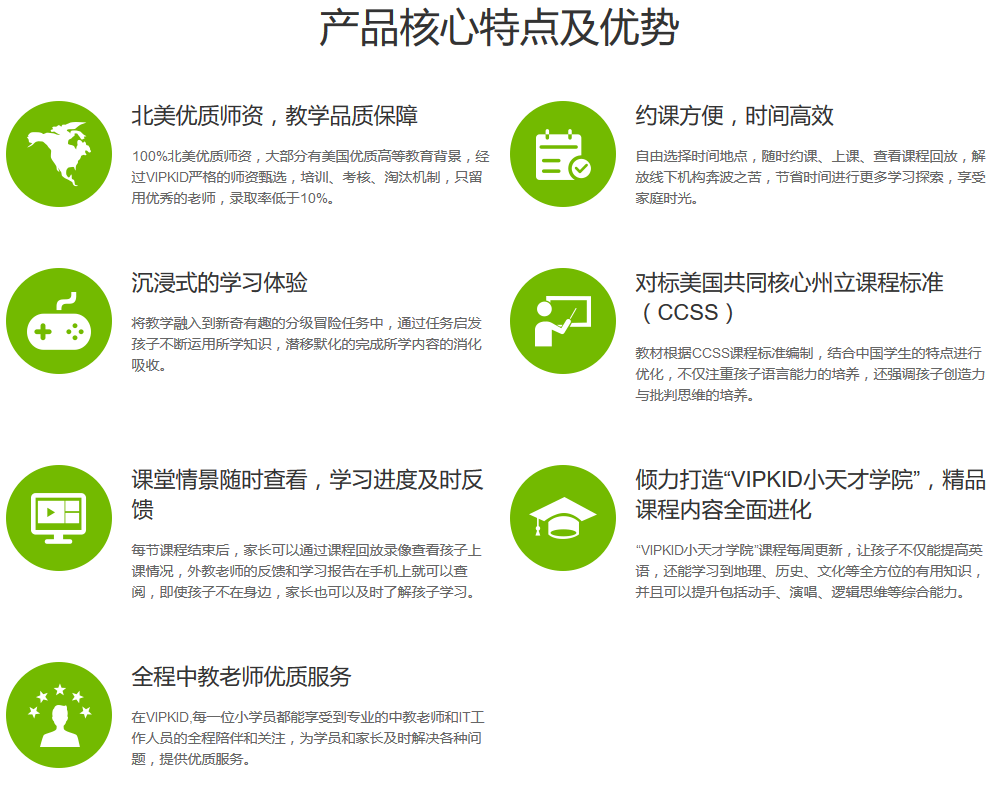 产品核心特点及优势
北美优质师资，教学品质保障
100%北美优质师资，大部分有美国优质高等教育背景，经
过VIPKID严格的师资甄选，培训、考核、淘汰机制，只留
用优秀的老师，录取率低于10%。
约课方便，时间高效
自由选择时间地点，随时约课、上课、查看课程回放，解
放线下机构奔波之苦，节省时间进行更多学习探索，享受
家庭时光。
沉浸式的学习体验
将教学融入到新奇有趣的分级冒险任务中，通过任务启发
孩子不断运用所学知识，潜移默化的完成所学内容的消化
吸收。
对标美国共同核心州立课程标准
（CCSS）
教材根据CCSS课程标准编制，结合中国学生的特点进行
优化，不仅注重孩子语言能力的培养，还强调孩子创造力
与批判思维的培养。
课堂情景随时查看，学习进度及时反
馈
每节课程结束后，家长可以通过课程回放录像查看孩子上
课情况，外教老师的反馈和学习报告在手机上就可以查
阅，即使孩子不在身边，家长也可以及时了解孩子学习。
倾力打造“VIPKID小天才学院”，精品
课程内容全面进化
“VIPKID小天才学院”课程每周更新，让孩子不仅能提高英
语，还能学习到地理、历史、文化等全方位的有用知识，
并且可以提升包括动手、演唱、逻辑思维等综合能力。
全程中教老师优质服务
在VIPKID,每一位小学员都能享受到专业的中教老师和IT工
作人员的全程陪伴和关注，为学员和家长及时解决各种问
题，提供优质服务。